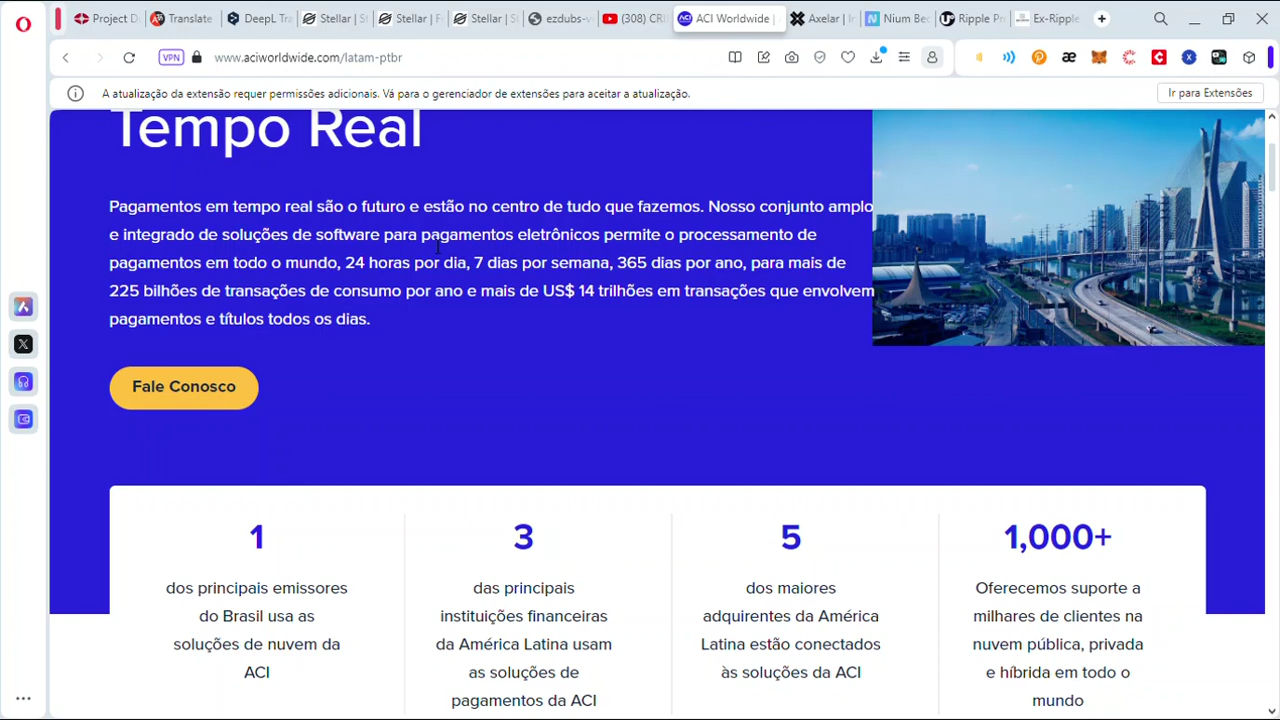 Project D
Translate
DeepL Tra
Stellar | S
Stellar | F
Stellar | S
ezdubs-v
(308) CRI
ACI Worldwide |
Axelar | In
Nium Bec
Ripple Pr
Ex-Ripple
VPN
www.aciworldwide.com/latam-ptbr
A atualização da extensão requer permissões adicionais. Vá para o gerenciador de extensões para aceitar a atualização.
Ir para Extensões
Tempo Real
Pagamentos em tempo real são o futuro e estão no centro de tudo que fazemos. Nosso conjunto amplo
e integrado de soluções de software para pagamentos eletrônicos permite o processamento de
pagamentos em todo o mundo, 24 horas por dia, 7 dias por semana, 365 dias por ano, para mais de
225 bilhões de transações de consumo por ano e mais de US$ 14 trilhões em transações que envolvem
pagamentos e títulos todos os dias.
Fale Conosco
1
dos principais emissores
do Brasil usa as
soluções de nuvem da
ACI
3
das principais
instituições financeiras
da América Latina usam
as soluções de
pagamentos da ACI
5
dos maiores
adquirentes da América
Latina estão conectados
às soluções da ACI
1,000+
Oferecemos suporte a
milhares de clientes na
nuvem pública, privada
e híbrida em todo o
mundo